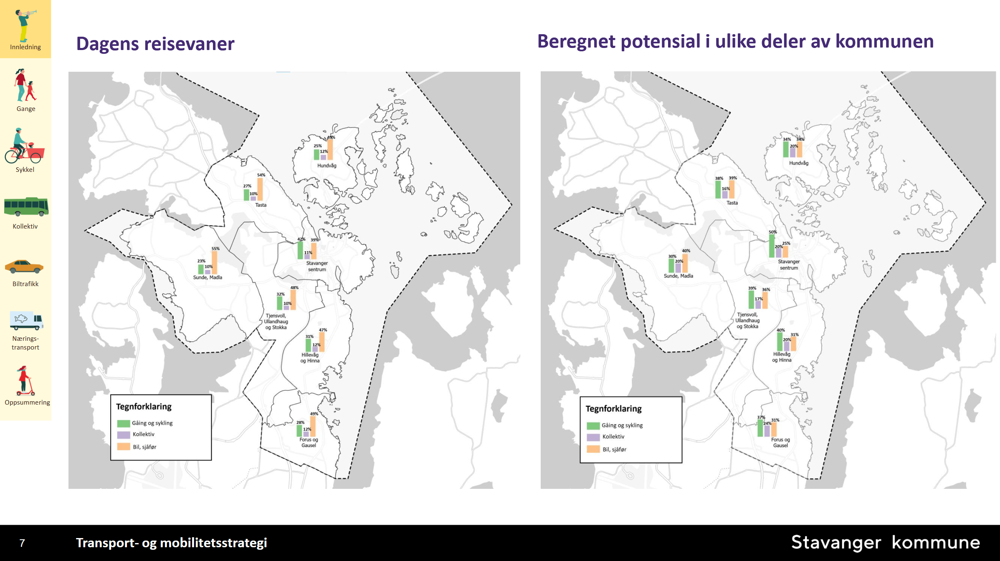 Innledning
Gange
Sykkel
Kollektiv
Biltrafikk
Nærings-
transport
Oppsummering
Dagens reisevaner
49%
25%
12%
Hundvåg
54%
27%
10%
Tasta
42%
39%
11%
Stavanger
sentrum
55%
23%
10%
Sunde, Madla
48%
32%
10%
Tjensvoll,
Ullandhaug
og Stokka
47%
31%
12%
Hillevåg
og Hinna
49%
28%
12%
Forus og
Gausel
Tegnforklaring
Gåing og sykling
Kollektiv
Bil, sjåfør
Beregnet potensial i ulike deler av kommunen
34%
34%
20%
Hundvåg
38%
39%
16%
Tasta
50%
25%
20%
Stavanger
sentrum
40%
30%
20%
Sunde, Madla
39%
36%
17%
Tjensvoll,
Ullandhaug
og Stokka
40%
31%
20%
Hillevåg
og Hinna
37%
31%
24%
Forus og
Gausel
Tegnforklaring
Gåing og sykling
Kollektiv
Bil, sjåfør
7
Transport- og mobilitetsstrategi
Stavanger kommune